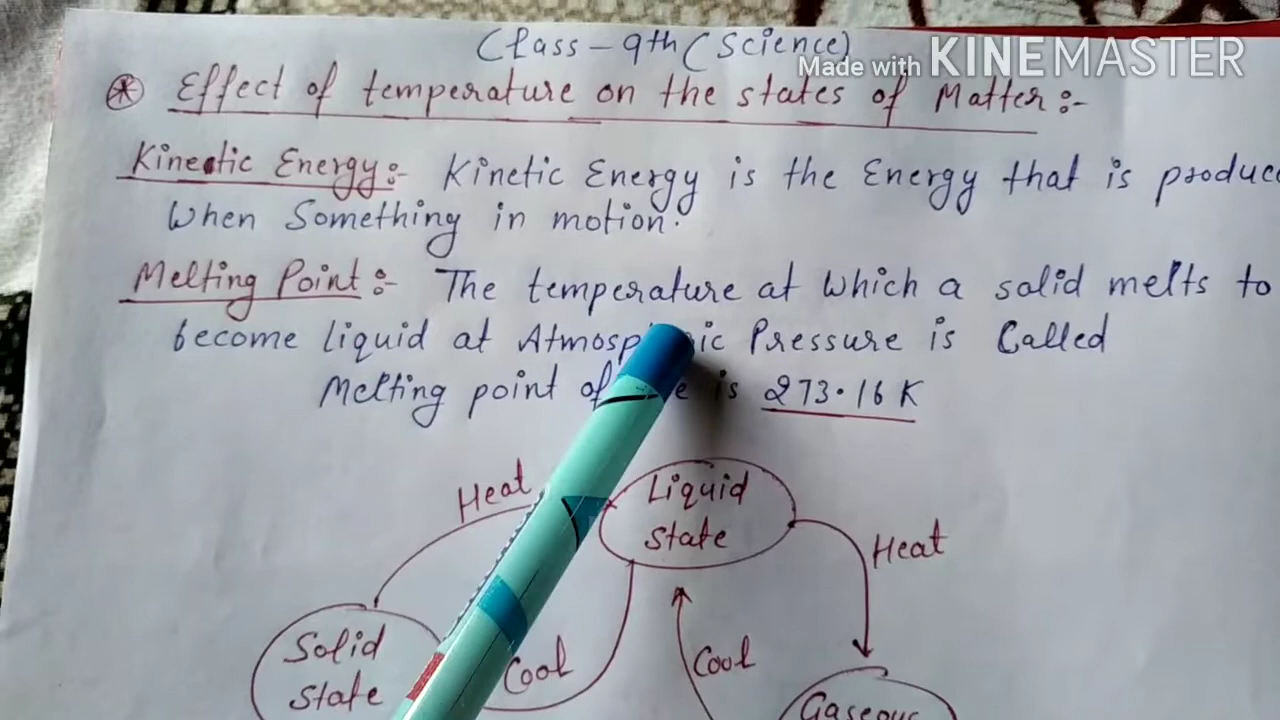 Class - 9th (Science)
Made with KINEMASTER
Effect of temperature on the states of Matter :-
Kinetic Energy :- Kinetic Energy is the Energy that is produc
When Something in motion.
Melting Point :- The temperature at which a solid melts to
become liquid at Pressure is Called
Melting point of is 273.16 K
Heat
Liquid
State
Heat
Solid
State
Cool
Cool
Gaseous